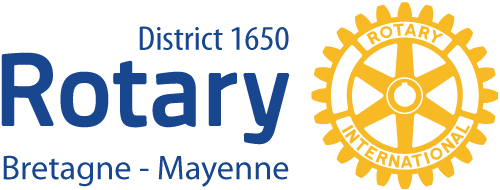 District 1650
Rotary
Bretagne - Mayenne
ROTARY
INTERNATIONAL